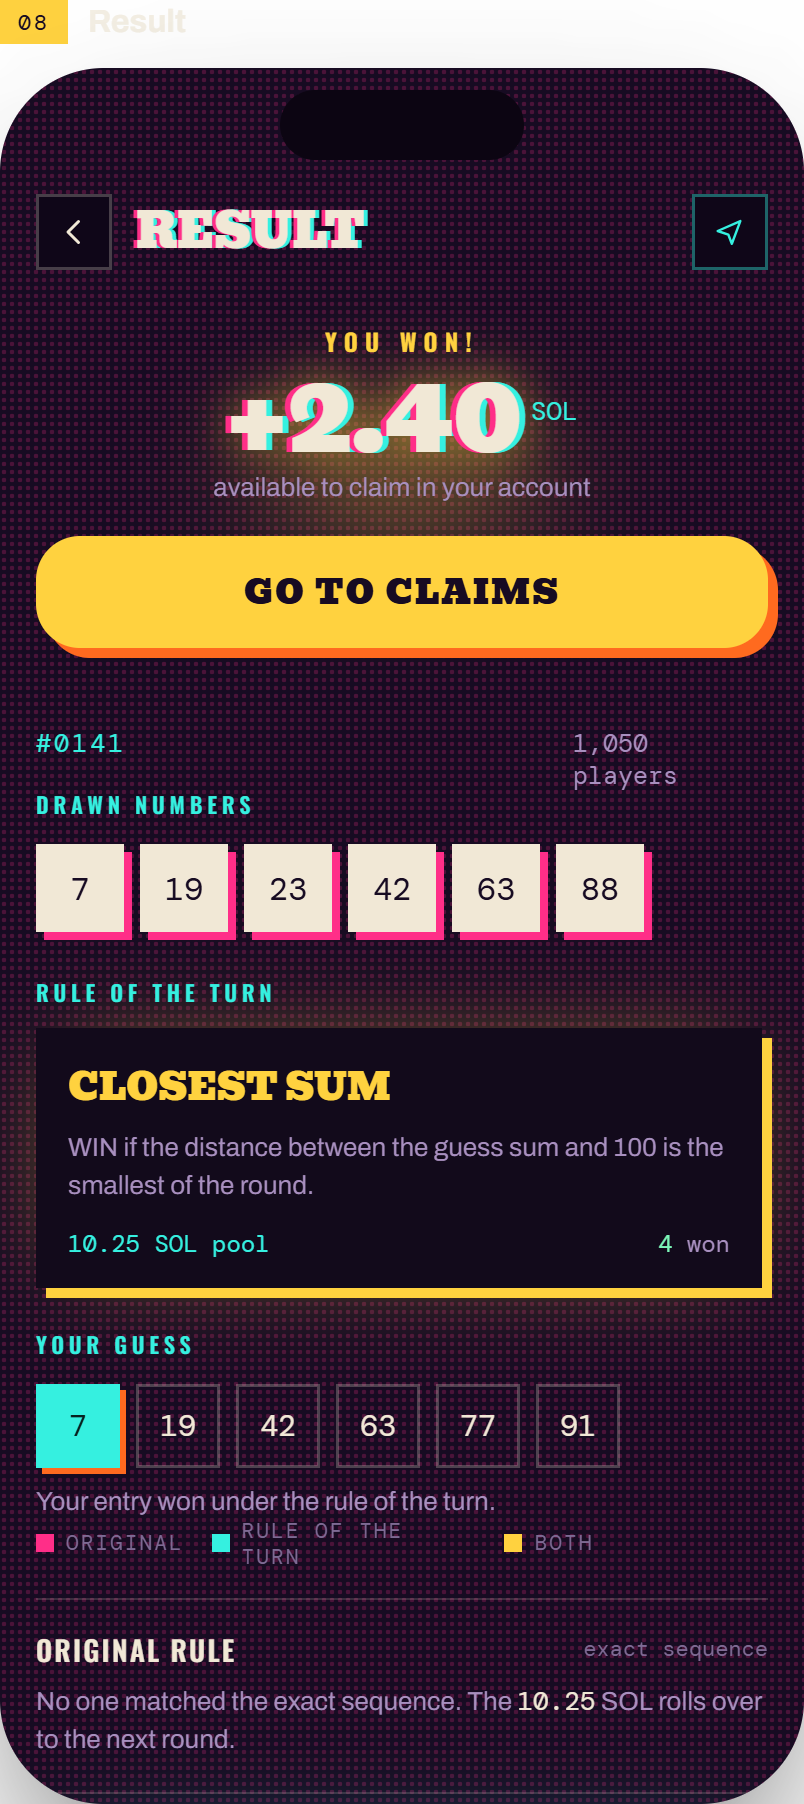 08 Result
RESULT
YOU WON!
+2.40 SOL
available to claim in your account
GO TO CLAIMS
#0141 1,050
players
DRAWN NUMBERS
7 19 23 42 63 88
RULE OF THE TURN
CLOSEST SUM
WIN if the distance between the guess sum and 100 is the
smallest of the round.
10.25 SOL pool 4 won
YOUR GUESS
7 19 42 63 77 91
Your entry won under the rule of the turn.
ORIGINAL RULE OF THE
TURN BOTH
ORIGINAL RULE exact sequence
No one matched the exact sequence. The 10.25 SOL rolls over
to the next round.